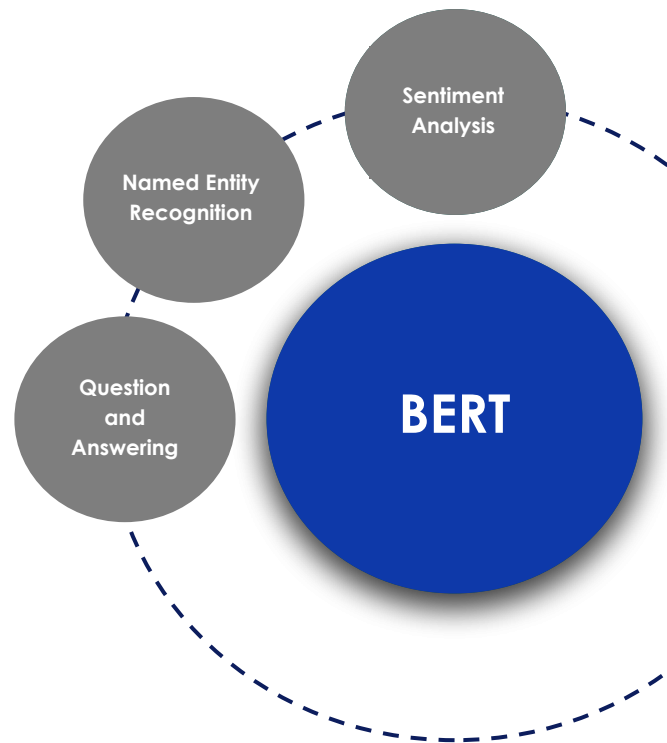 Sentiment
Analysis
Named Entity
Recognition
Question
and
Answering
BERT